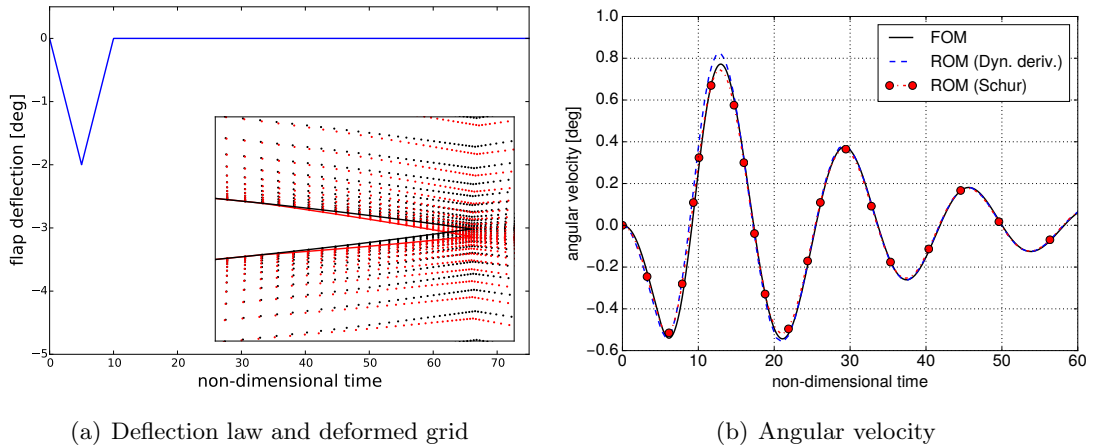 0
−1
−2
−3
−4
−5
flap deflection [deg]
0 10 20 30 40 50 60 70
non-dimensional time
(a) Deflection law and deformed grid
1.0
0.8
0.6
0.4
0.2
0.0
−0.2
−0.4
−0.6
angular velocity [deg]
FOM
ROM (Dyn. deriv.)
ROM (Schur)
0 10 20 30 40 50 60
non-dimensional time
(b) Angular velocity